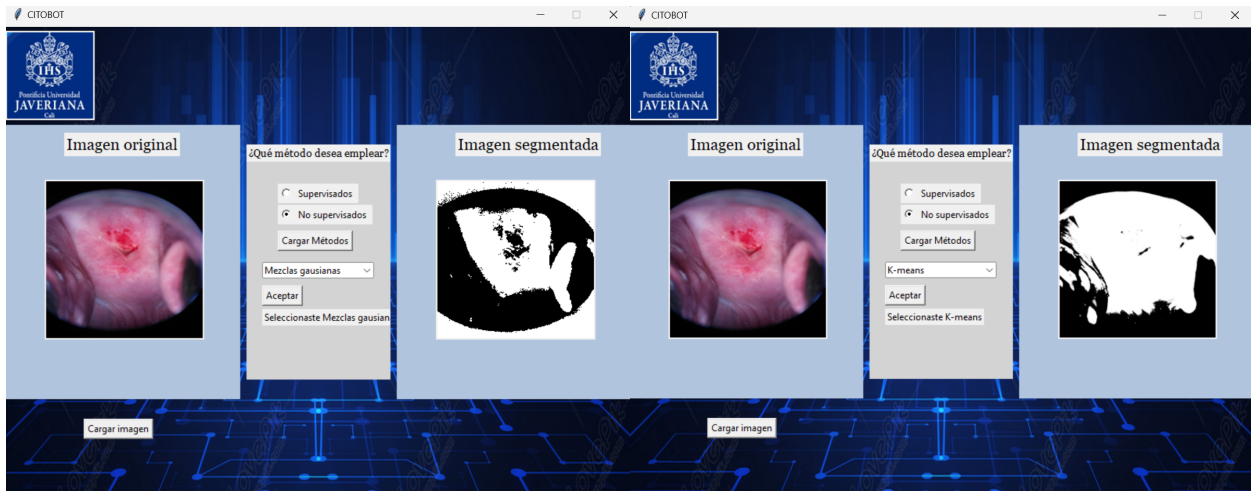 CITOBOT
IHS
Pontificia Universidad
JAVERIANA
Cali
Imagen original
¿Qué método desea emplear?
Supervisados
No supervisados
Cargar Métodos
Mezclas gausianas
Aceptar
Seleccionaste Mezclas gausian
Imagen segmentada
Cargar imagen
CITOBOT
IHS
Pontificia Universidad
JAVERIANA
Cali
Imagen original
¿Qué método desea emplear?
Supervisados
No supervisados
Cargar Métodos
K-means
Aceptar
Seleccionaste K-means
Imagen segmentada
Cargar imagen